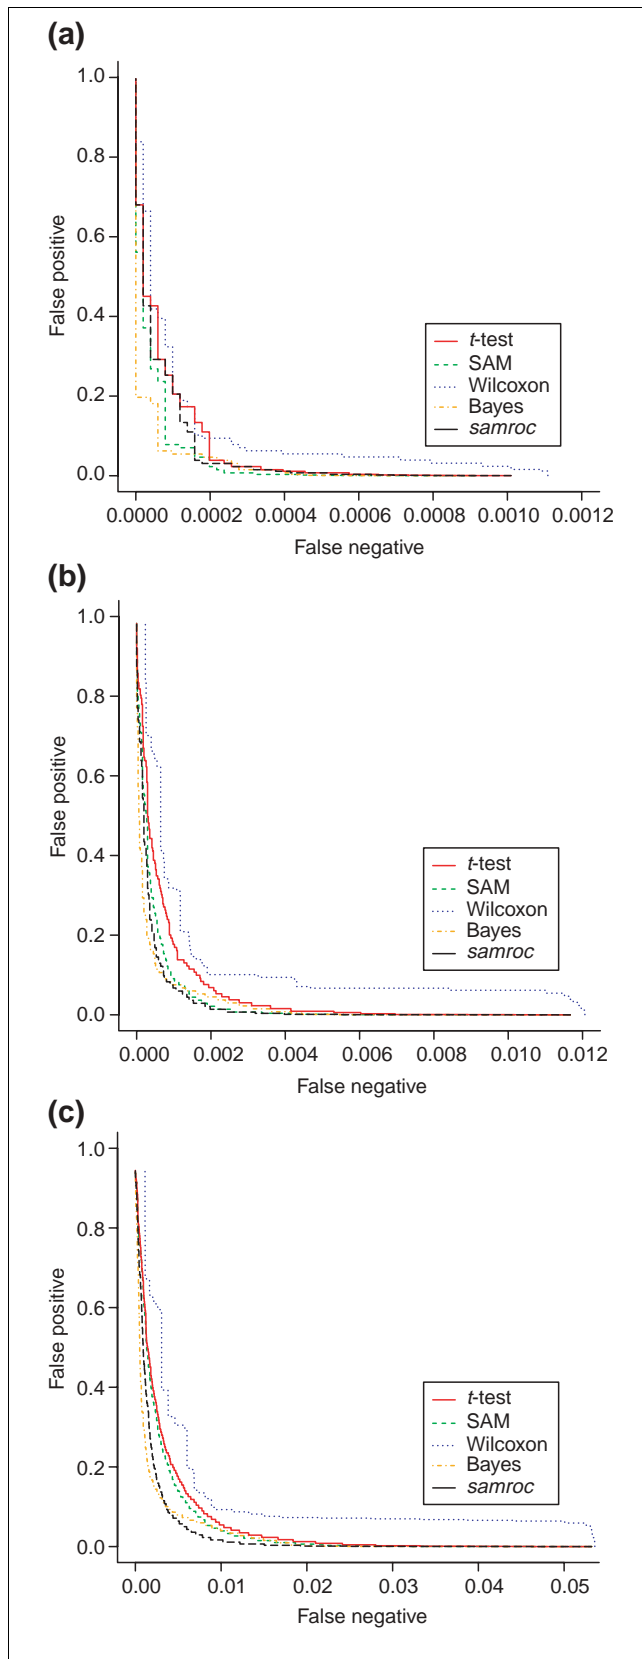 (a)
1.0
0.8
0.6
0.4
0.2
0.0
False positive
t-test
SAM
Wilcoxon
Bayes
samroc
0.0000 0.0002 0.0004 0.0006 0.0008 0.0010 0.0012
False negative
(b)
1.0
0.8
0.6
0.4
0.2
0.0
False positive
t-test
SAM
Wilcoxon
Bayes
samroc
0.000 0.002 0.004 0.006 0.008 0.010 0.012
False negative
(c)
1.0
0.8
0.6
0.4
0.2
0.0
False positive
t-test
SAM
Wilcoxon
Bayes
samroc
0.00 0.01 0.02 0.03 0.04 0.05
False negative